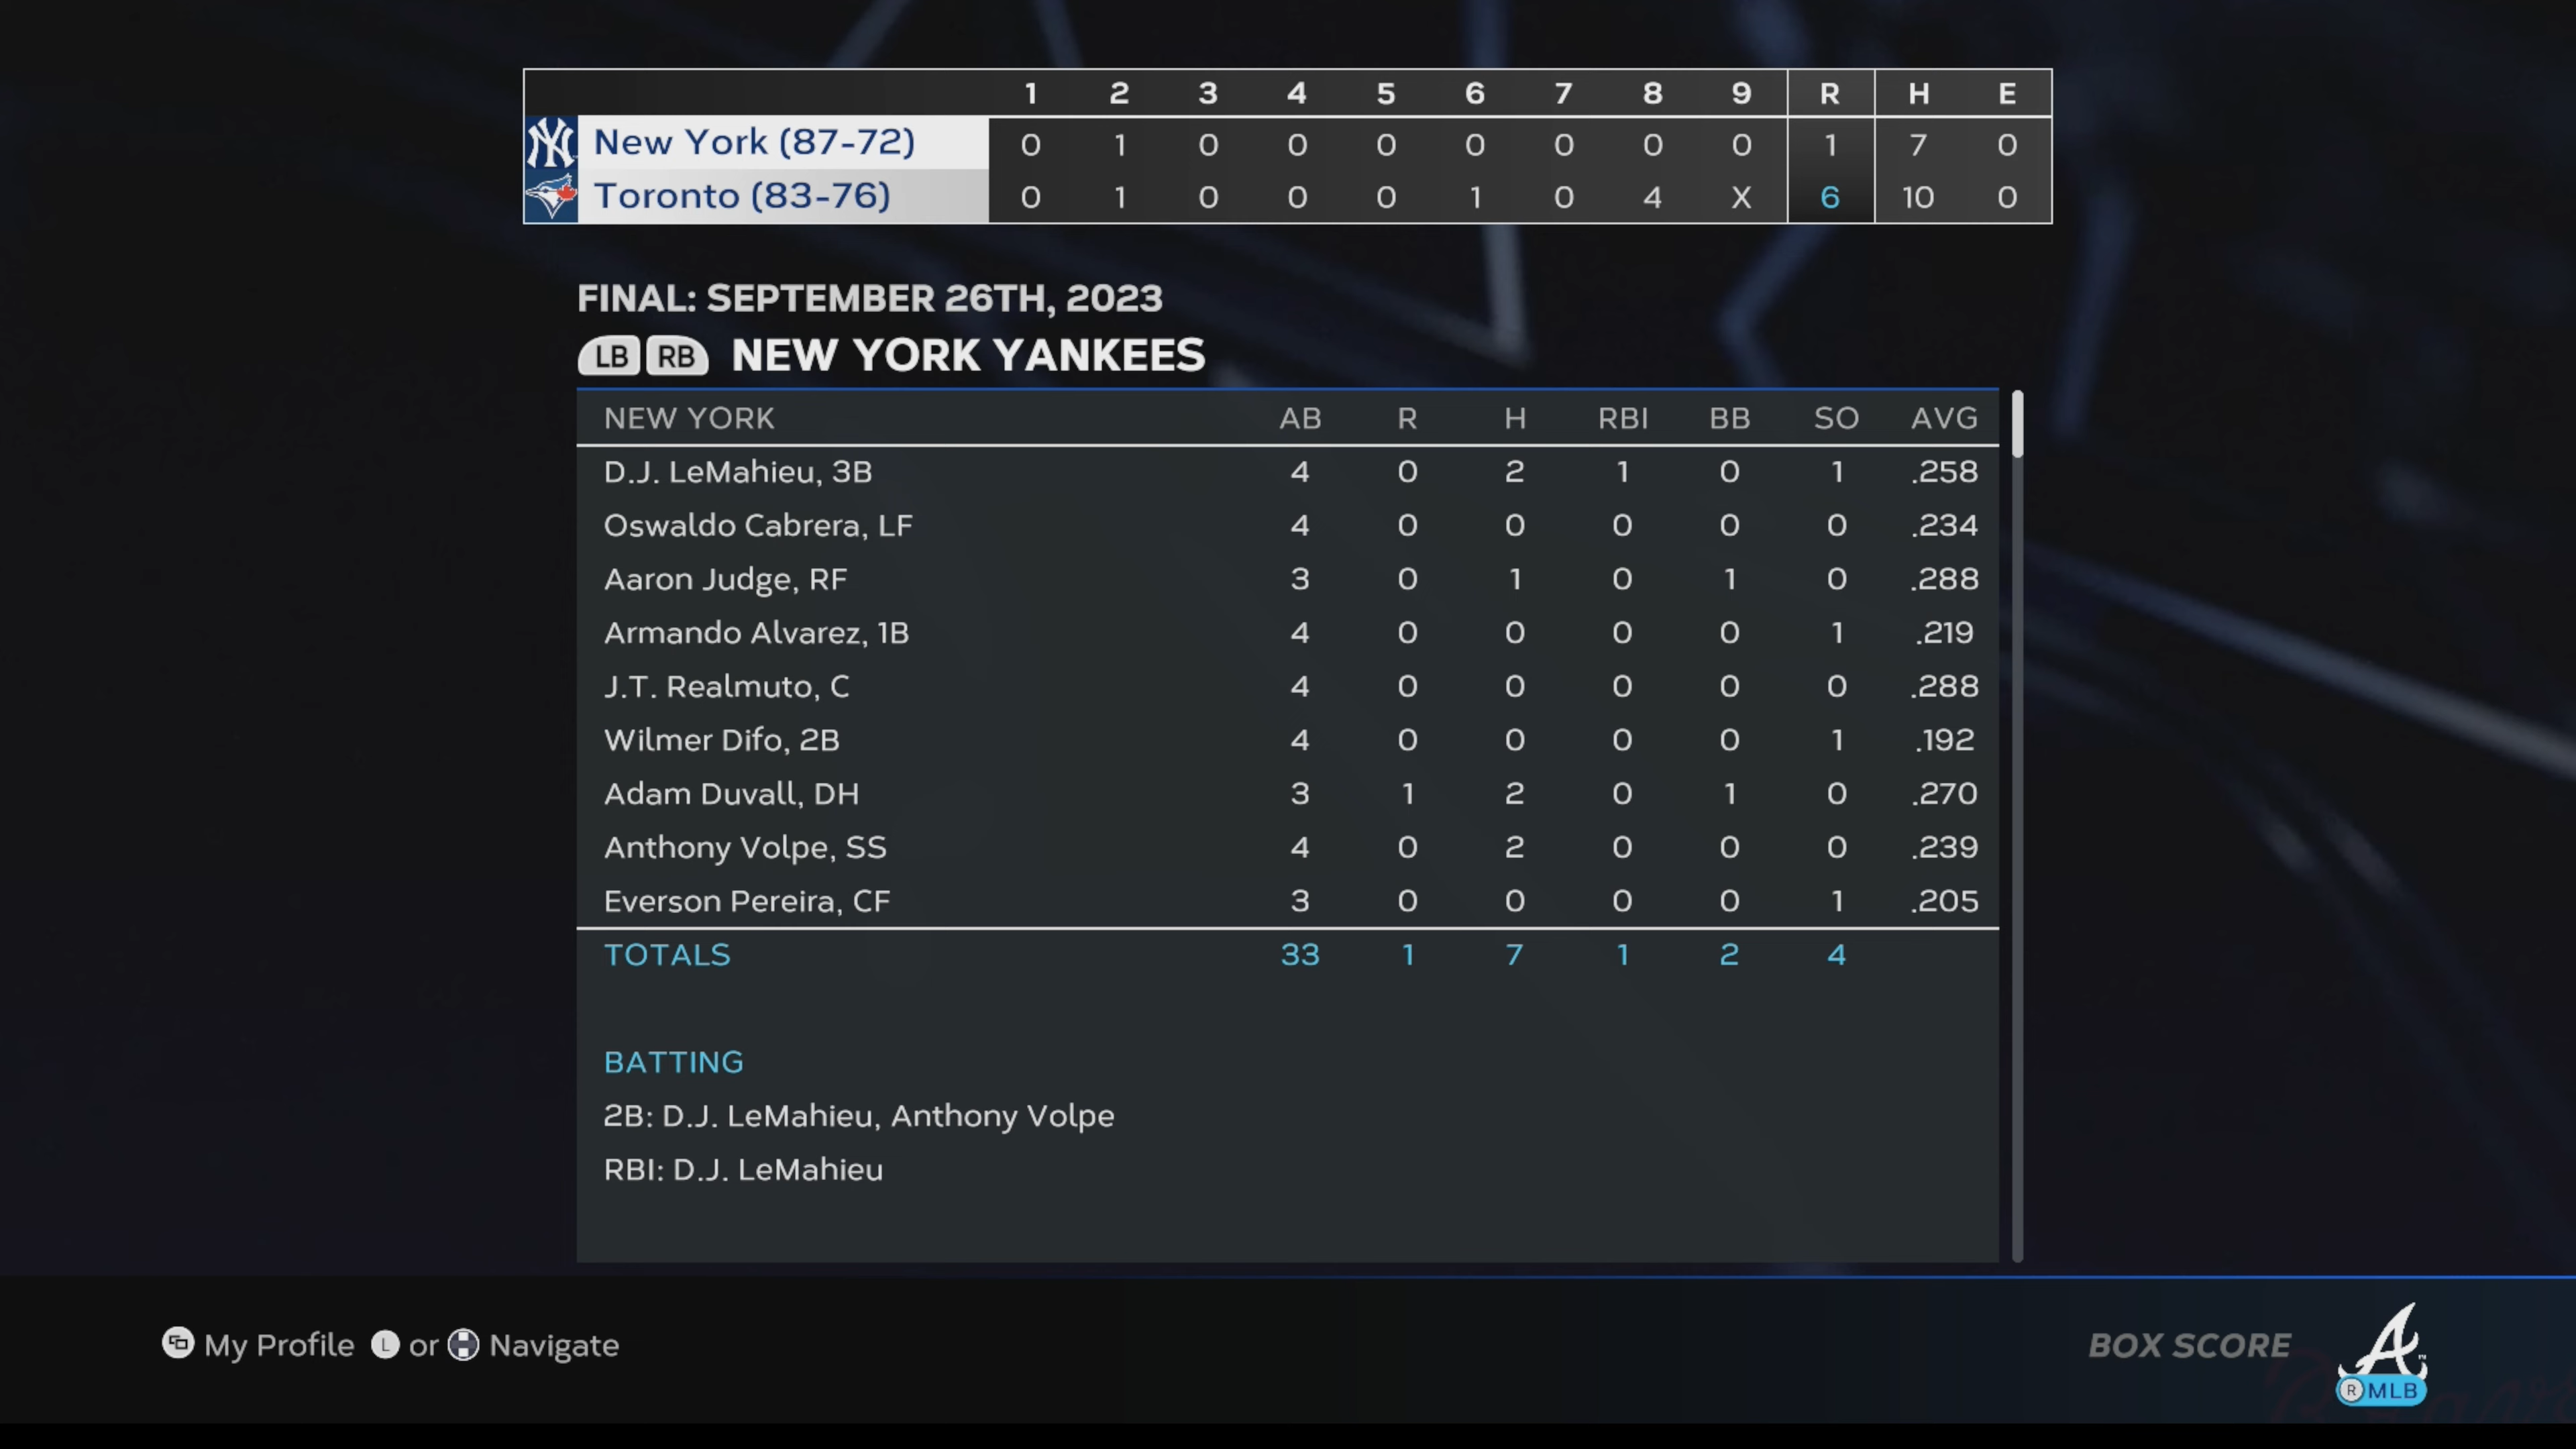 1 2 3 4 5 6 7 8 9 R H E
New York (87-72) 0 1 0 0 0 0 0 0 0 1 7 0
Toronto (83-76) 0 1 0 0 0 1 0 4 X 6 10 0
FINAL: SEPTEMBER 26TH, 2023
LB RB NEW YORK YANKEES
NEW YORK AB R H RBI BB SO AVG
D.J. LeMahieu, 3B 4 0 2 1 0 1 .258
Oswaldo Cabrera, LF 4 0 0 0 0 0 .234
Aaron Judge, RF 3 0 1 0 1 0 .288
Armando Alvarez, 1B 4 0 0 0 0 1 .219
J.T. Realmuto, C 4 0 0 0 0 0 .288
Wilmer Difo, 2B 4 0 0 0 0 1 .192
Adam Duvall, DH 3 1 2 0 1 0 .270
Anthony Volpe, SS 4 0 2 0 0 0 .239
Everson Pereira, CF 3 0 0 0 0 1 .205
TOTALS 33 1 7 1 2 4
BATTING
2B: D.J. LeMahieu, Anthony Volpe
RBI: D.J. LeMahieu
My Profile L or Navigate
BOX SCORE
R MLB